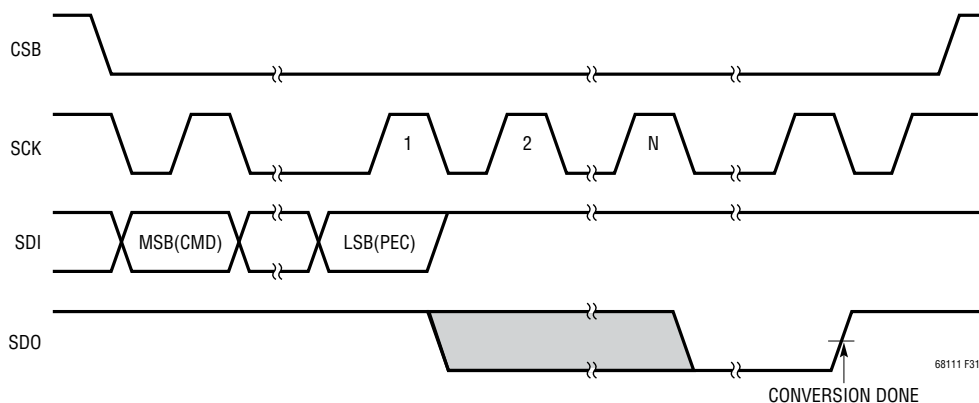 CSB
SCK
1
2
N
SDI
MSB(CMD)
LSB(PEC)
SDO
68111 F31
CONVERSION DONE